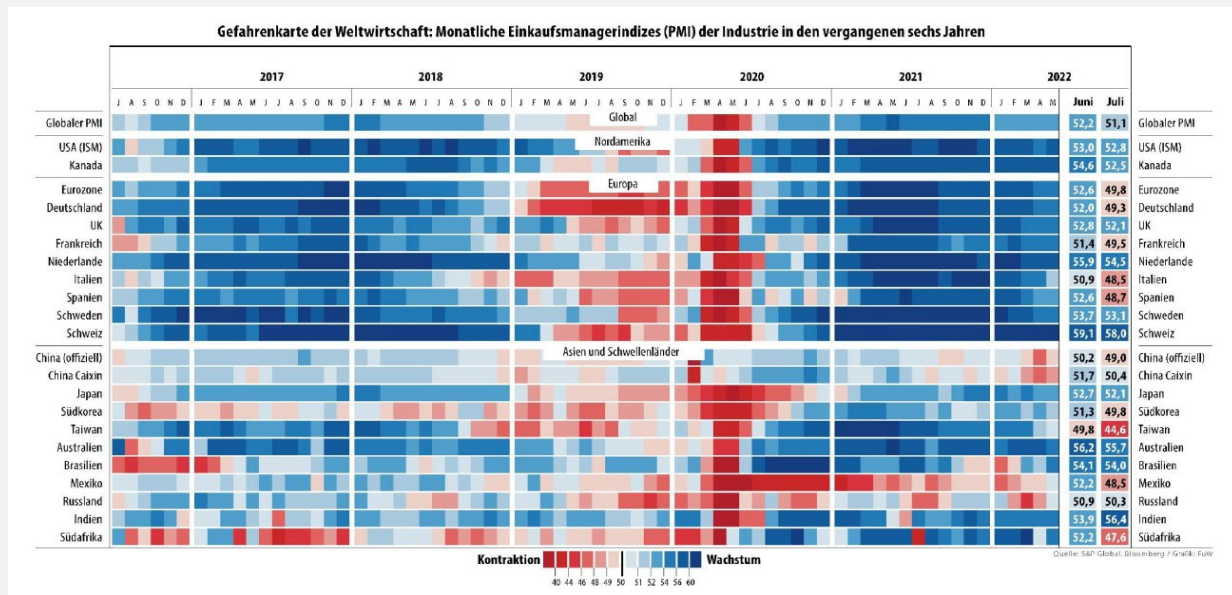 Gefahrenkarte der Weltwirtschaft: Monatliche Einkaufsmanagerindizes (PMI) der Industrie in den vergangenen sechs Jahren
2017 2018 2019 2020 2021 2022
J A S O N D J F M A M J J A S O N D J F M A M J J A S O N D J F M A M J J A S O N D J F M A M J J A S O N D J F M A M J J A S O N D J F M A M Juni Juli
Global
Globaler PMI 52,2 51,1 Globaler PMI
Nordamerika
USA (ISM) 53,0 52,8 USA (ISM)
Kanada 54,6 52,5 Kanada
Europa
Eurozone 52,6 49,8 Eurozone
Deutschland 52,0 49,3 Deutschland
UK 52,8 52,1 UK
Frankreich 51,4 49,5 Frankreich
Niederlande 55,9 54,5 Niederlande
Italien 50,9 48,5 Italien
Spanien 52,6 48,7 Spanien
Schweden 53,7 53,1 Schweden
Schweiz 59,1 58,0 Schweiz
Asien und Schwellenländer
China (offiziell) 50,2 49,0 China (offiziell)
China Caixin 51,7 50,4 China Caixin
Japan 52,7 52,1 Japan
Südkorea 51,3 49,8 Südkorea
Taiwan 49,8 44,6 Taiwan
Australien 56,2 55,7 Australien
Brasilien 54,1 54,0 Brasilien
Mexiko 52,2 48,5 Mexiko
Russland 50,9 50,3 Russland
Indien 53,9 56,4 Indien
Südafrika 52,2 47,6 Südafrika
Quelle: S&P Global, Bloomberg / Grafik: FuW
Kontraktion Wachstum
40 44 46 48 49 50 51 52 54 56 60